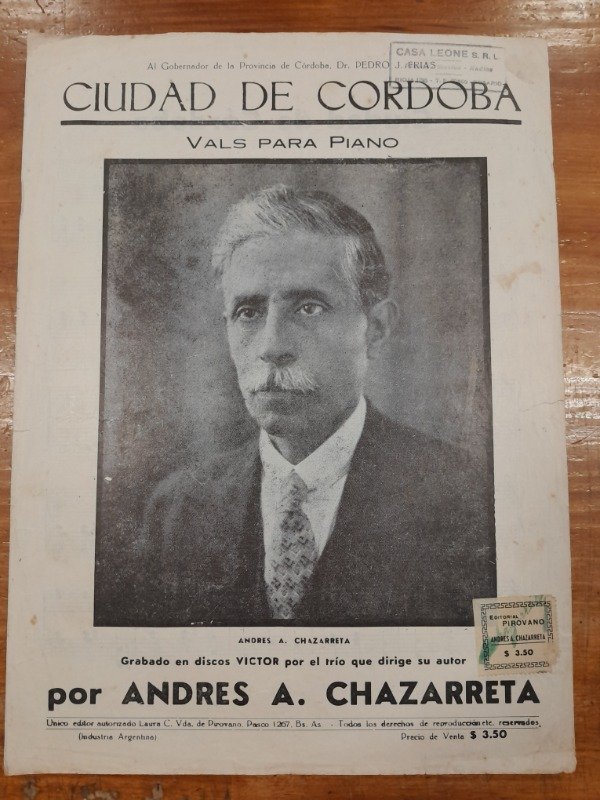 CASA LEONE S. R. L.
Al Gobernador de la Provincia de Córdoba, Dr. PEDRO J. FRIAS
CIUDAD DE CORDOBA
VALS PARA PIANO
ANDRES A. CHAZARRETA
EDITORIAL
PIROVANO
ANDRES A. CHAZARRETA
$ 3.50
Grabado en discos VICTOR por el trío que dirige su autor
por ANDRES A. CHAZARRETA
Unico editor autorizado Laura C. Vda. de Pirovano. Pasco 1267, Bs. As. - Todos los derechos de reproducción etc. reservados.
(Industria Argentina)
Precio de Venta $ 3.50